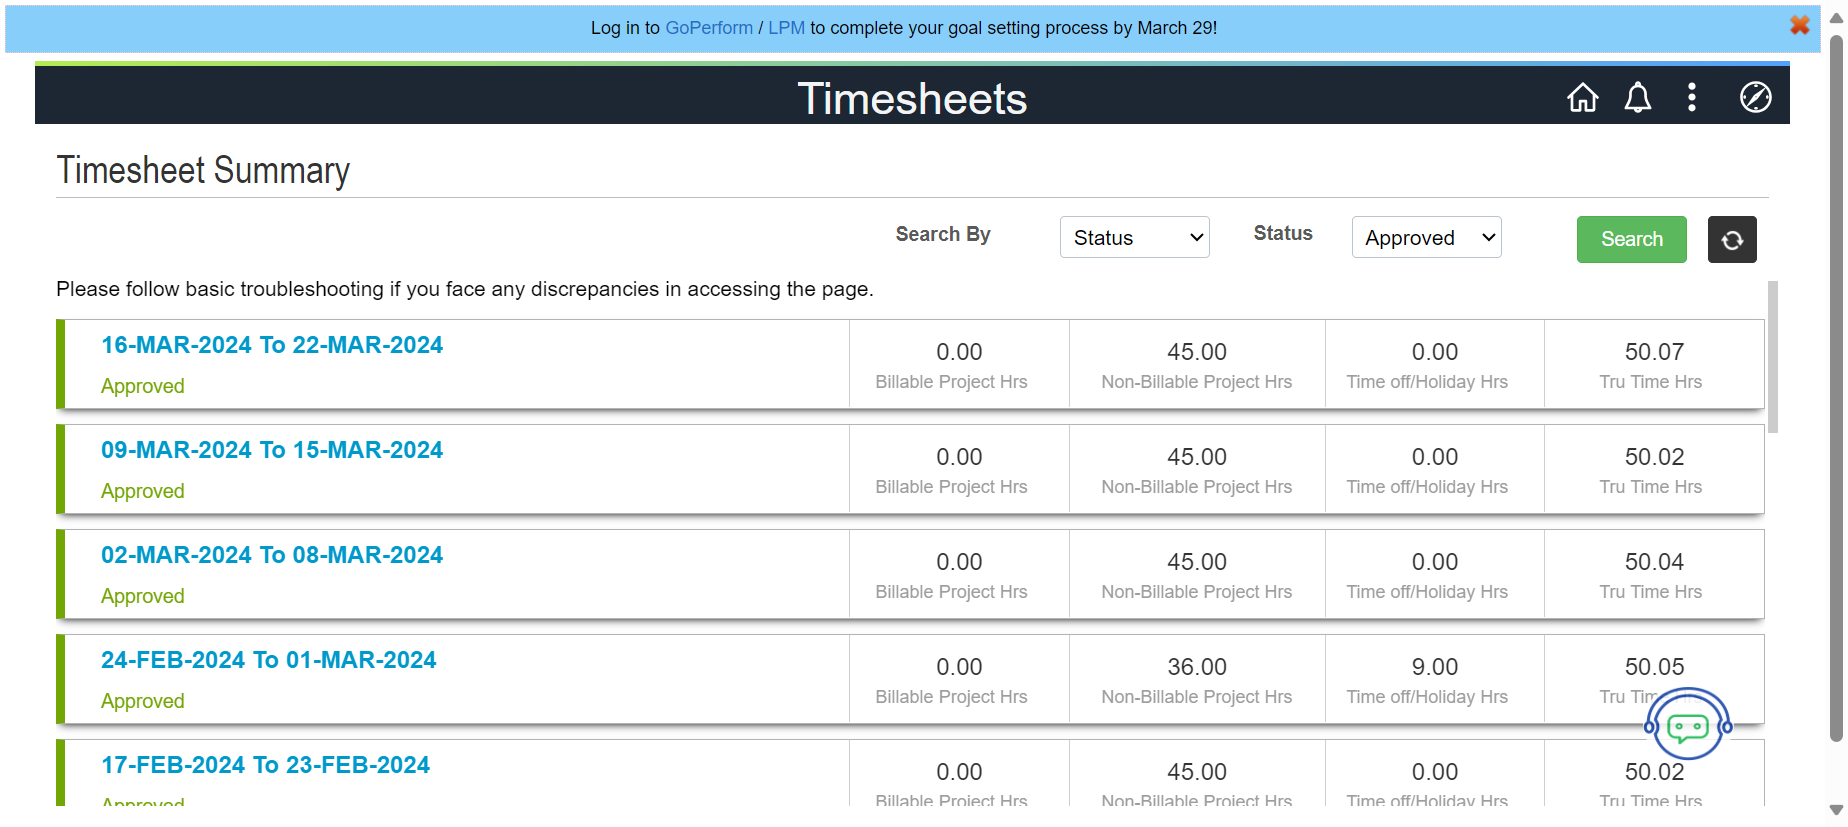 Log in to GoPerform / LPM to complete your goal setting process by March 29!
Timesheets
Timesheet Summary
Search By Status Status Approved Search
Please follow basic troubleshooting if you face any discrepancies in accessing the page.
16-MAR-2024 To 22-MAR-2024
Approved
0.00 45.00 0.00 50.07
Billable Project Hrs Non-Billable Project Hrs Time off/Holiday Hrs Tru Time Hrs
09-MAR-2024 To 15-MAR-2024
Approved
0.00 45.00 0.00 50.02
Billable Project Hrs Non-Billable Project Hrs Time off/Holiday Hrs Tru Time Hrs
02-MAR-2024 To 08-MAR-2024
Approved
0.00 45.00 0.00 50.04
Billable Project Hrs Non-Billable Project Hrs Time off/Holiday Hrs Tru Time Hrs
24-FEB-2024 To 01-MAR-2024
Approved
0.00 36.00 9.00 50.05
Billable Project Hrs Non-Billable Project Hrs Time off/Holiday Hrs Tru Time Hrs
17-FEB-2024 To 23-FEB-2024
Approved
0.00 45.00 0.00 50.02
Billable Project Hrs Non-Billable Project Hrs Time off/Holiday Hrs Tru Time Hrs